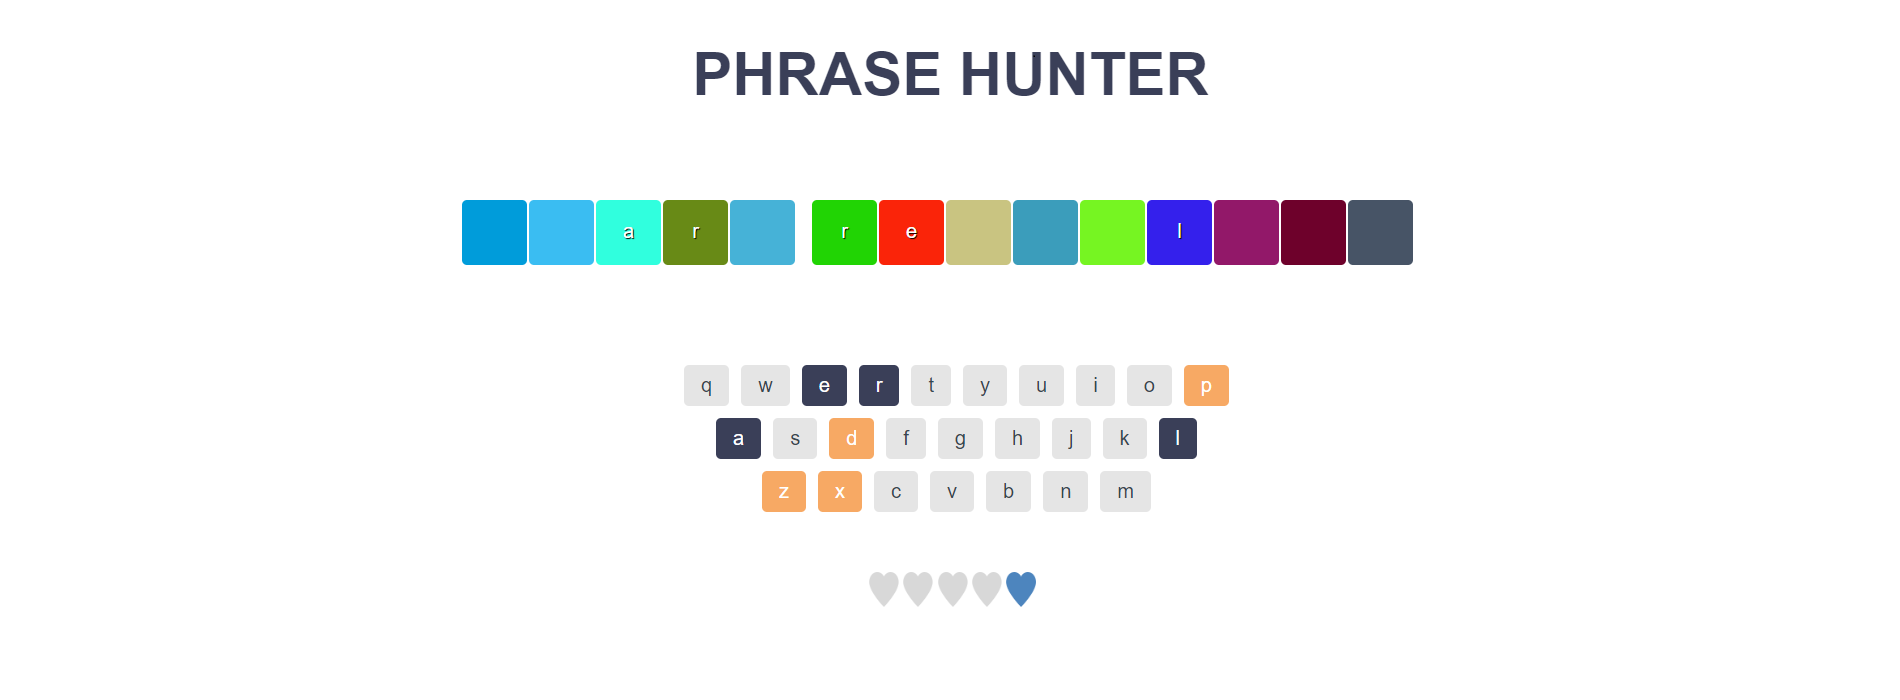 PHRASE HUNTER
a r r e l
q w e r t y u i o p
a s d f g h j k l
z x c v b n m